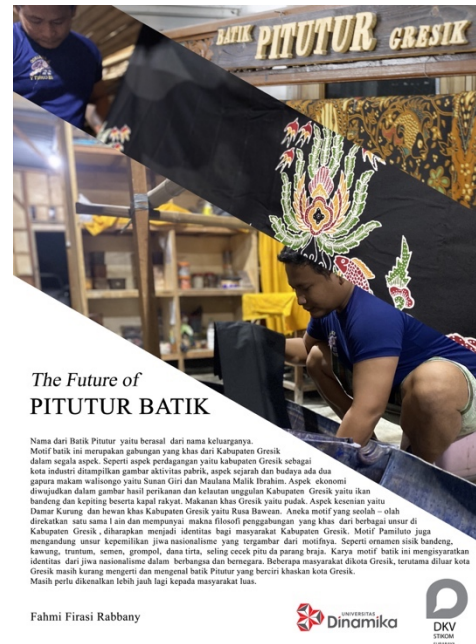 BATIK PITUTUR GRESIK
The Future of
PITUTUR BATIK
Nama dari Batik Pitutur yaitu berasal dari nama keluarganya.
Motif batik ini merupakan gabungan yang khas dari Kabupaten Gresik
dalam segala aspek. Seperti aspek perdagangan yaitu kabupaten Gresik sebagai
kota industri ditampilkan gambar aktivitas pabrik, aspek sejarah dan budaya ada dua
gapura makam walisongo yaitu Sunan Giri dan Maulana Malik Ibrahim. Aspek ekonomi
diwujudkan dalam gambar hasil perikanan dan kelautan unggulan Kabupaten Gresik yaitu ikan
bandeng dan kepiting beserta kapal rakyat. Makanan khas Gresik yaitu pudak. Aspek kesenian yaitu
Damar Kurung dan hewan khas Kabupaten Gresik yaitu Rusa Bawean. Aneka motif yang seolah – olah
direkatkan satu sama lain dan mempunyai makna filosofi penggabungan yang khas dari berbagai unsur di
Kabupaten Gresik , diharapkan menjadi identitas bagi masyarakat Kabupaten Gresik. Motif Pamiluto juga
mengandung unsur kepemilikan jiwa nasionalisme yang tergambar dari motifnya. Seperti ornamen sisik bandeng,
kawung, truntum, semen, grompol, dana tirta, seling cecek pitu da parang braja. Karya motif batik ini mengisyaratkan
identitas dari jiwa nasionalisme dalam berbangsa dan bernegara. Beberapa masyarakat dikota Gresik, terutama diluar kota
Gresik masih kurang mengerti dan mengenal batik Pitutur yang berciri khaskan kota Gresik.
Masih perlu dikenalkan lebih jauh lagi kepada masyarakat luas.
Fahmi Firasi Rabbany
UNIVERSITAS
Dinamika
DKV
STIKOM